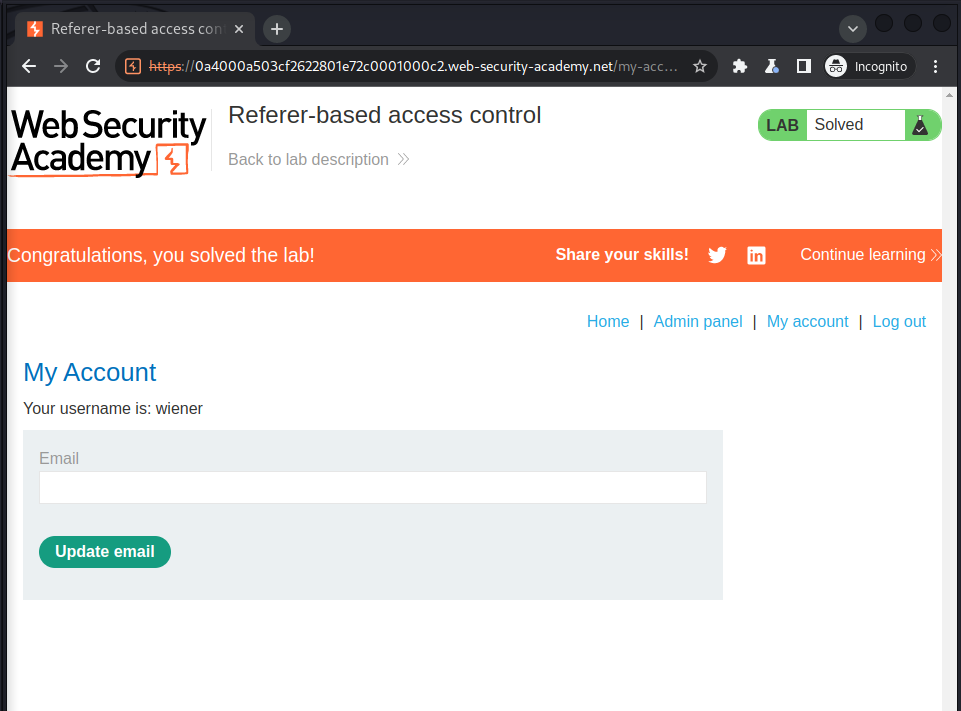 Referer-based access con
https://0a4000a503cf2622801e72c0001000c2.web-security-academy.net/my-acc...
Incognito
Web Security
Academy
Referer-based access control
Back to lab description
LAB Solved
Congratulations, you solved the lab!
Share your skills!
Continue learning
Home | Admin panel | My account | Log out
My Account
Your username is: wiener
Email
Update email